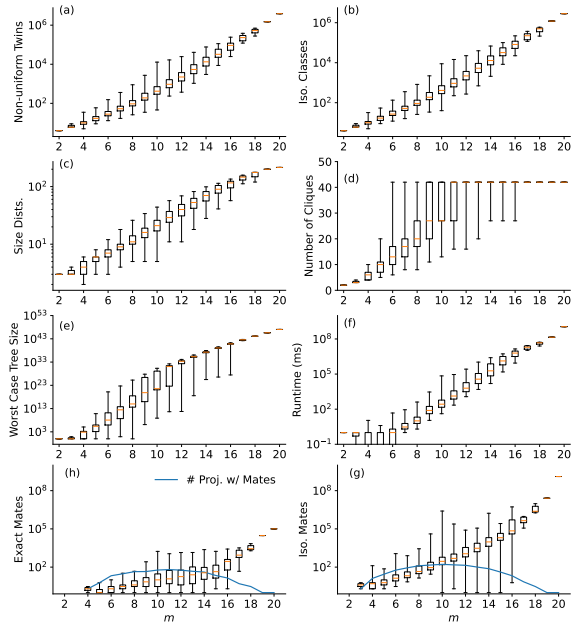 (a)
Non-uniform Twins
10^6
10^2
2 4 6 8 10 12 14 16 18 20
(b)
Iso. Classes
10^6
10^4
10^2
2 4 6 8 10 12 14 16 18 20
(c)
Size Dists.
10^2
10^1
2 4 6 8 10 12 14 16 18 20
(d)
Number of Cliques
50
40
30
20
10
0
2 4 6 8 10 12 14 16 18 20
(e)
Worst Case Tree Size
10^53
10^43
10^33
10^23
10^13
10^3
2 4 6 8 10 12 14 16 18 20
(f)
Runtime (ms)
10^8
10^5
10^2
10^−1
2 4 6 8 10 12 14 16 18 20
(h)
# Proj. w/ Mates
Exact Mates
10^8
10^5
10^2
2 4 6 8 10 12 14 16 18 20
m
(g)
Iso. Mates
10^8
10^5
10^2
2 4 6 8 10 12 14 16 18 20
m